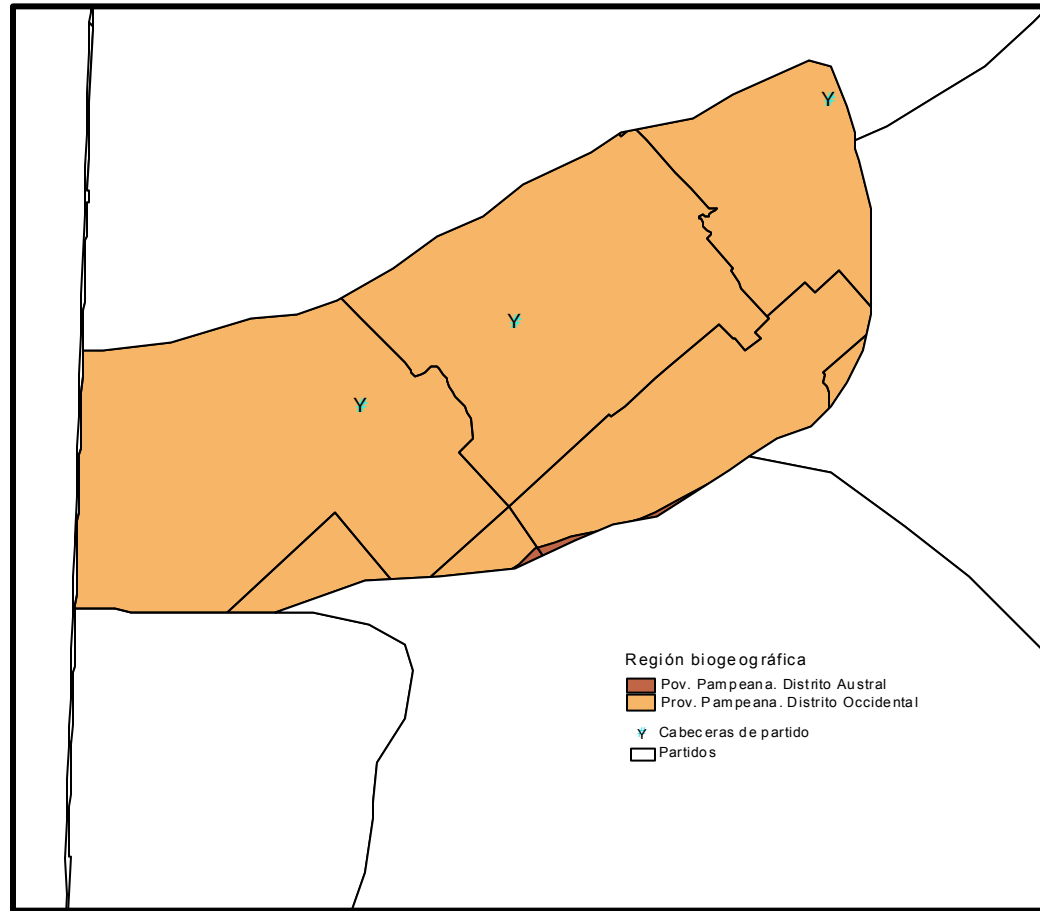 Y
Y
Y
Región biogeográfica
Pov. Pampeana. Distrito Austral
Prov. Pampeana. Distrito Occidental
Y Cabeceras de partido
Partidos